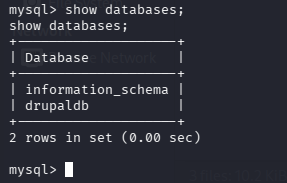 mysql> show databases;
show databases;
+--------------------+
| Database           |
+--------------------+
| information_schema |
| drupaldb           |
+--------------------+
2 rows in set (0.00 sec)
mysql>